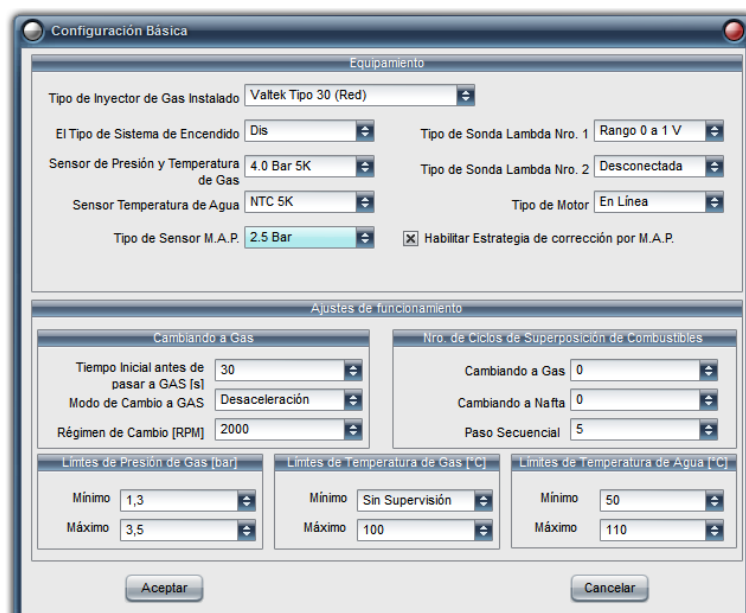 Configuración Básica
Equipamiento
Tipo de Inyector de Gas Instalado Valtek Tipo 30 (Red)
El Tipo de Sistema de Encendido Dis Tipo de Sonda Lambda Nro. 1 Rango 0 a 1 V
Sensor de Presión y Temperatura
de Gas 4.0 Bar 5K Tipo de Sonda Lambda Nro. 2 Desconectada
Sensor Temperatura de Agua NTC 5K Tipo de Motor En Línea
Tipo de Sensor M.A.P. 2.5 Bar Habilitar Estrategia de corrección por M.A.P.
Ajustes de funcionamiento
Cambiando a Gas
Tiempo Inicial antes de
pasar a GAS [s] 30
Modo de Cambio a GAS Desaceleración
Régimen de Cambio [RPM] 2000
Nro. de Ciclos de Superposición de Combustibles
Cambiando a Gas 0
Cambiando a Nafta 0
Paso Secuencial 5
Límtes de Presión de Gas [bar]
Mínimo 1,3
Máximo 3,5
Límtes de Temperatura de Gas [°C]
Mínimo Sin Supervisión
Máximo 100
Límites de Temperatura de Agua [°C]
Mínimo 50
Máximo 110
Aceptar Cancelar